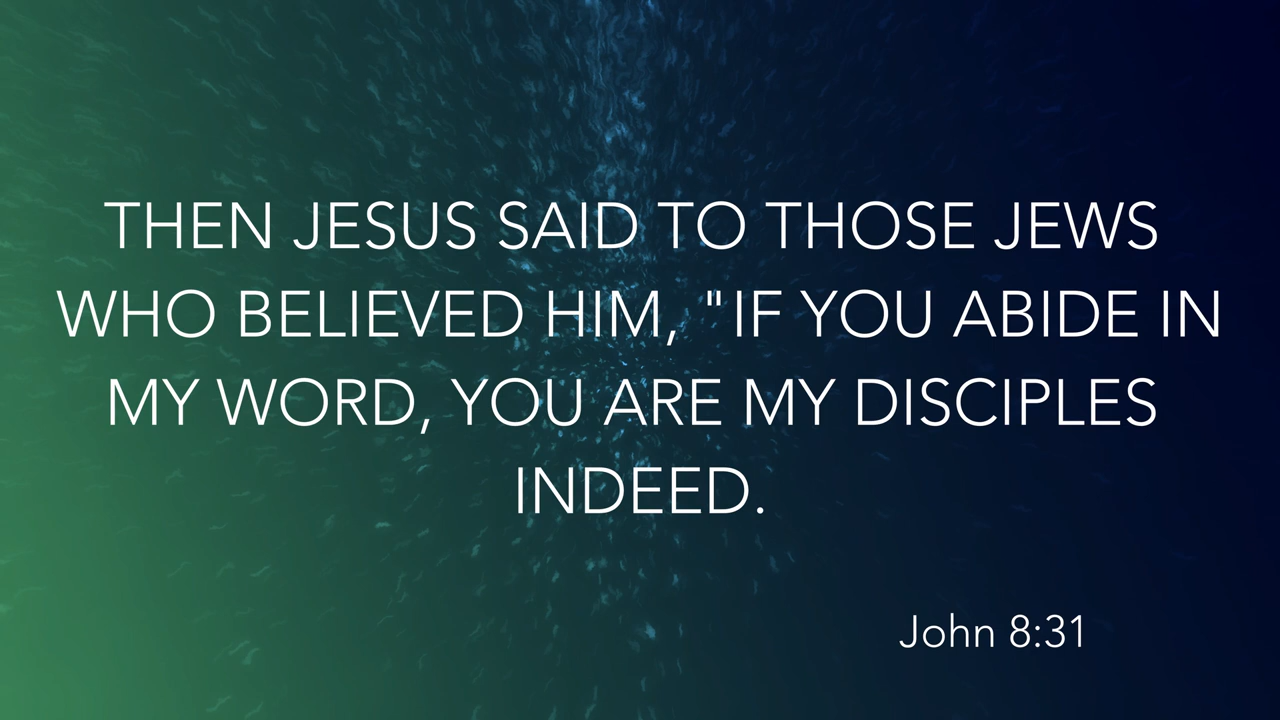 THEN JESUS SAID TO THOSE JEWS
WHO BELIEVED HIM, "IF YOU ABIDE IN
MY WORD, YOU ARE MY DISCIPLES
INDEED.
John 8:31